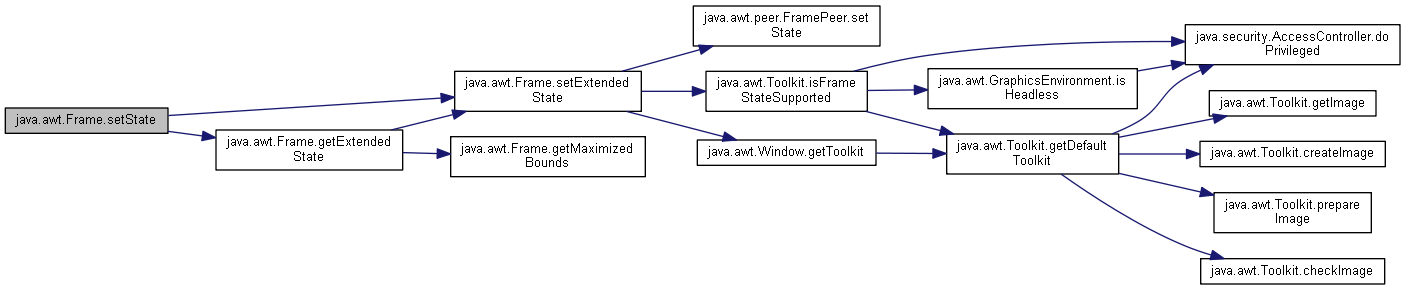 java.awt.Frame.setState
java.awt.Frame.setExtended
State
java.awt.Frame.getExtended
State
java.awt.Frame.getMaximized
Bounds
java.awt.peer.FramePeer.set
State
java.awt.Toolkit.isFrame
StateSupported
java.awt.Window.getToolkit
java.awt.GraphicsEnvironment.is
Headless
java.awt.Toolkit.getDefault
Toolkit
java.security.AccessController.do
Privileged
java.awt.Toolkit.getImage
java.awt.Toolkit.createImage
java.awt.Toolkit.prepare
Image
java.awt.Toolkit.checkImage